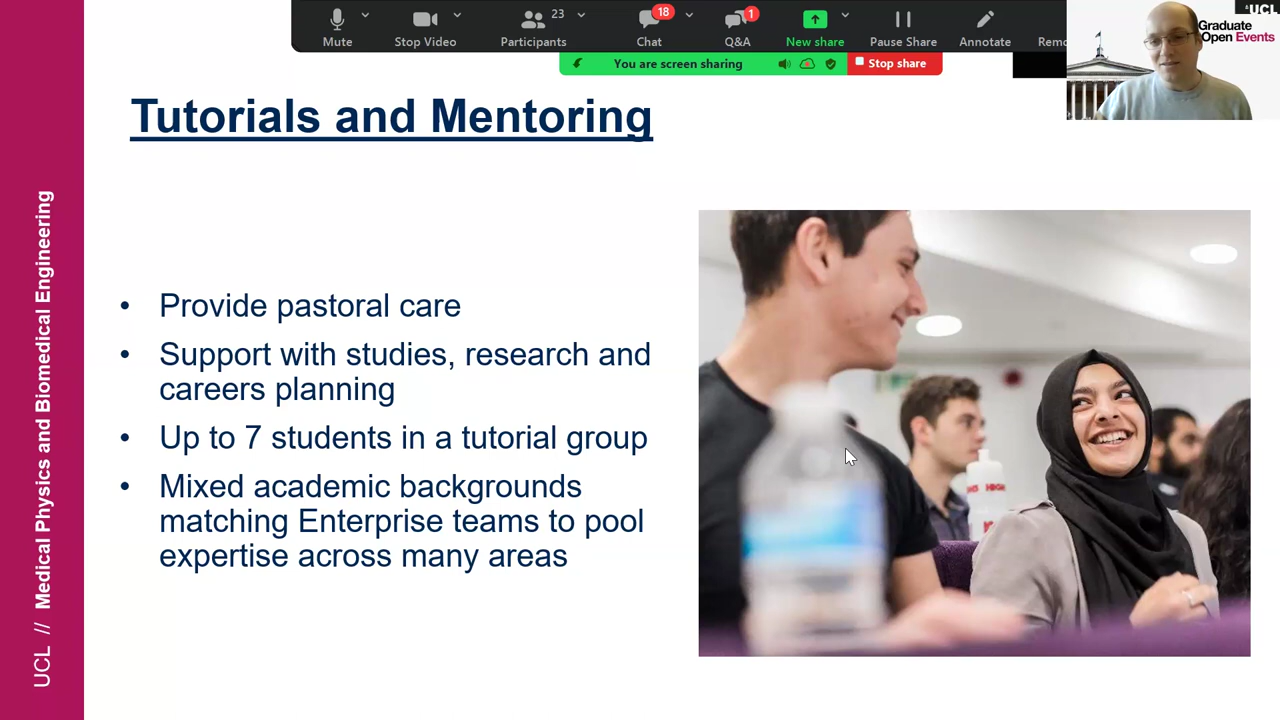 23
18
1
Mute
Stop Video
Participants
Chat
Q&A
New share
Pause Share
Annotate
UCL
Graduate
Open Events
You are screen sharing
Stop share
Tutorials and Mentoring
• Provide pastoral care
• Support with studies, research and
careers planning
• Up to 7 students in a tutorial group
• Mixed academic backgrounds
matching Enterprise teams to pool
expertise across many areas
UCL // Medical Physics and Biomedical Engineering